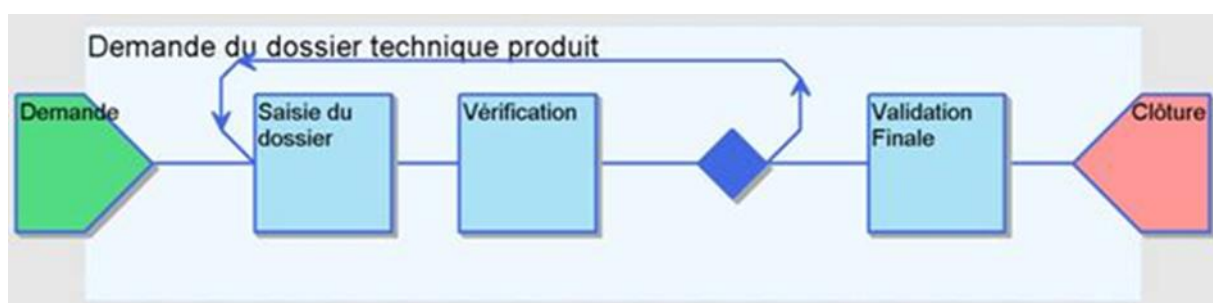 Demande du dossier technique produit
Demande
Saisie du
dossier
Vérification
Validation
Finale
Clôture